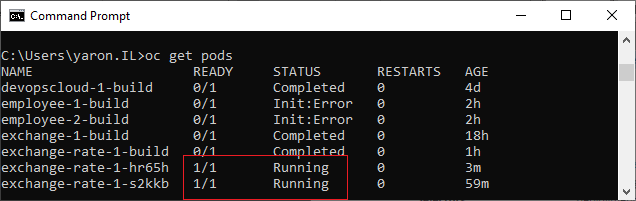 Command Prompt
C:\Users\yaron.IL>oc get pods
NAME READY STATUS RESTARTS AGE
devopscloud-1-build 0/1 Completed 0 4d
employee-1-build 0/1 Init:Error 0 2h
employee-2-build 0/1 Init:Error 0 2h
exchange-1-build 0/1 Completed 0 18h
exchange-rate-1-build 0/1 Completed 0 1h
exchange-rate-1-hr65h 1/1 Running 0 3m
exchange-rate-1-s2kkb 1/1 Running 0 59m